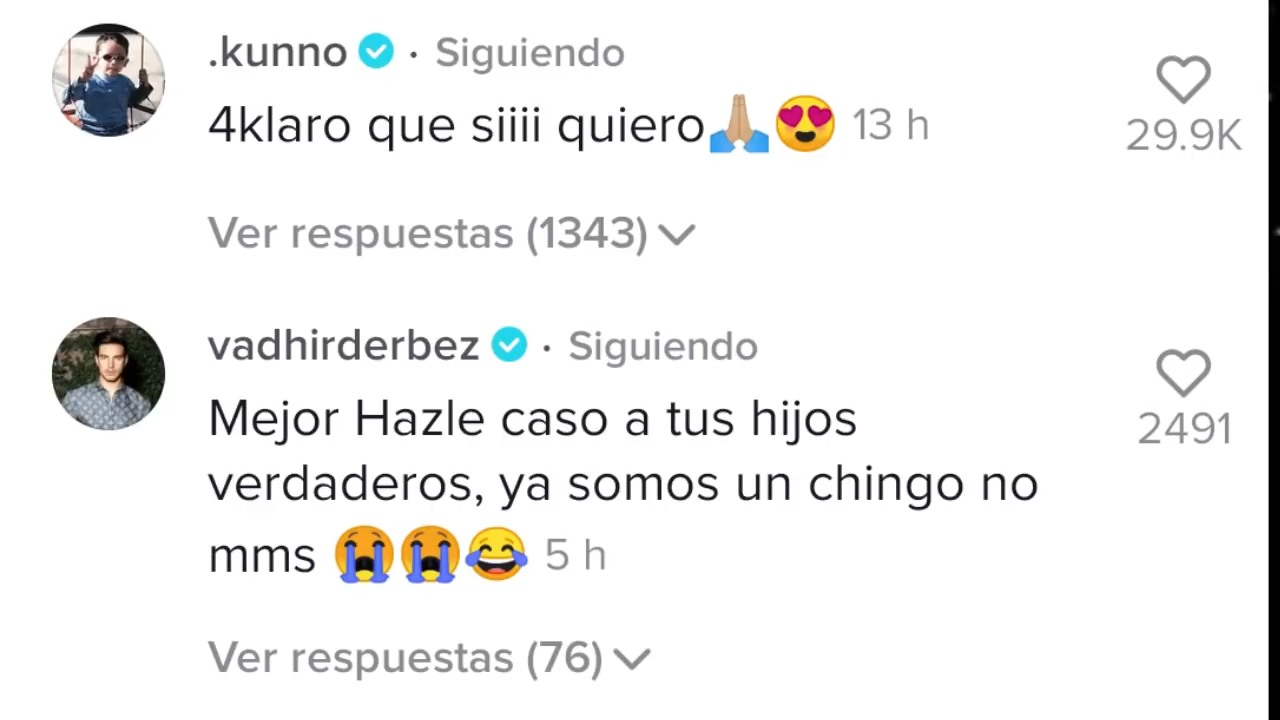 .kunno · Siguiendo
4klaro que siiii quiero🙏🏼😍 13 h
29.9K
Ver respuestas (1343)
vadhirderbez · Siguiendo
Mejor Hazle caso a tus hijos
verdaderos, ya somos un chingo no
mms 😭😭😂 5 h
2491
Ver respuestas (76)